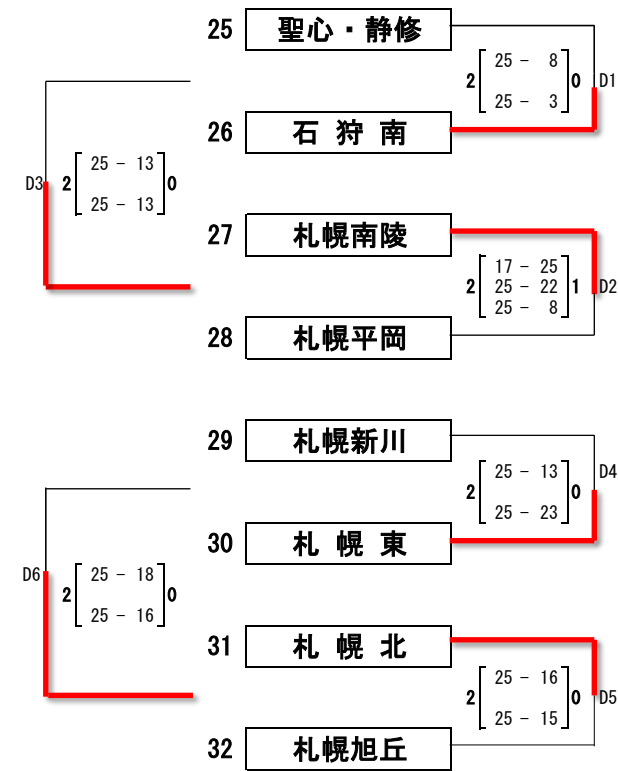 25 聖心・静修
2 25 - 8 0 D1
25 - 3
26 石狩南
D3 2 25 - 13 0
25 - 13
27 札幌南陵
17 - 25
2 25 - 22 1 D2
25 - 8
28 札幌平岡
29 札幌新川
2 25 - 13 0 D4
25 - 23
30 札幌東
D6 2 25 - 18 0
25 - 16
31 札幌北
2 25 - 16 0 D5
25 - 15
32 札幌旭丘